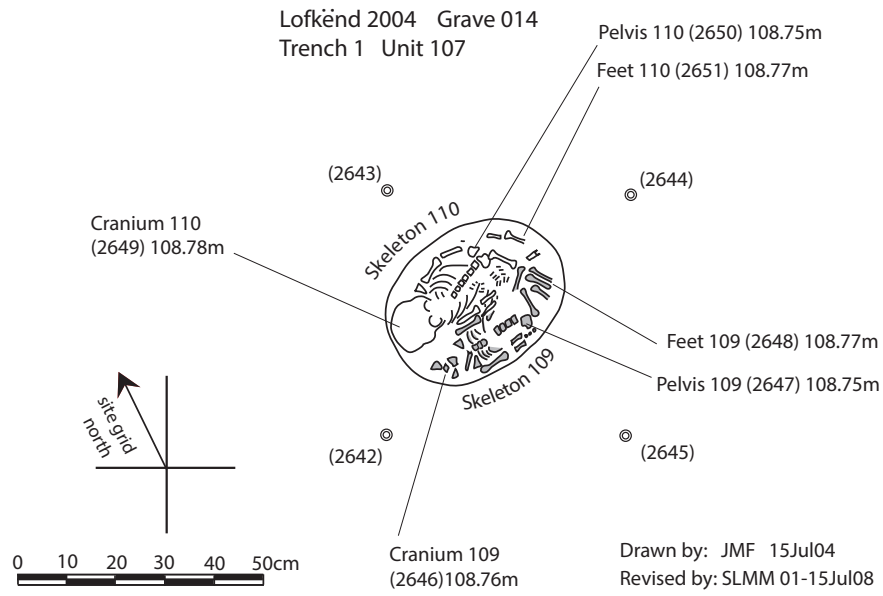 Lofkënd 2004 Grave 014
Trench 1 Unit 107
Pelvis 110 (2650) 108.75m
Feet 110 (2651) 108.77m
(2643)
(2644)
Skeleton 110
Cranium 110
(2649) 108.78m
Feet 109 (2648) 108.77m
Pelvis 109 (2647) 108.75m
Skeleton 109
site grid
north
(2642)
(2645)
0 10 20 30 40 50cm
Cranium 109
(2646)108.76m
Drawn by: JMF 15Jul04
Revised by: SLMM 01-15Jul08